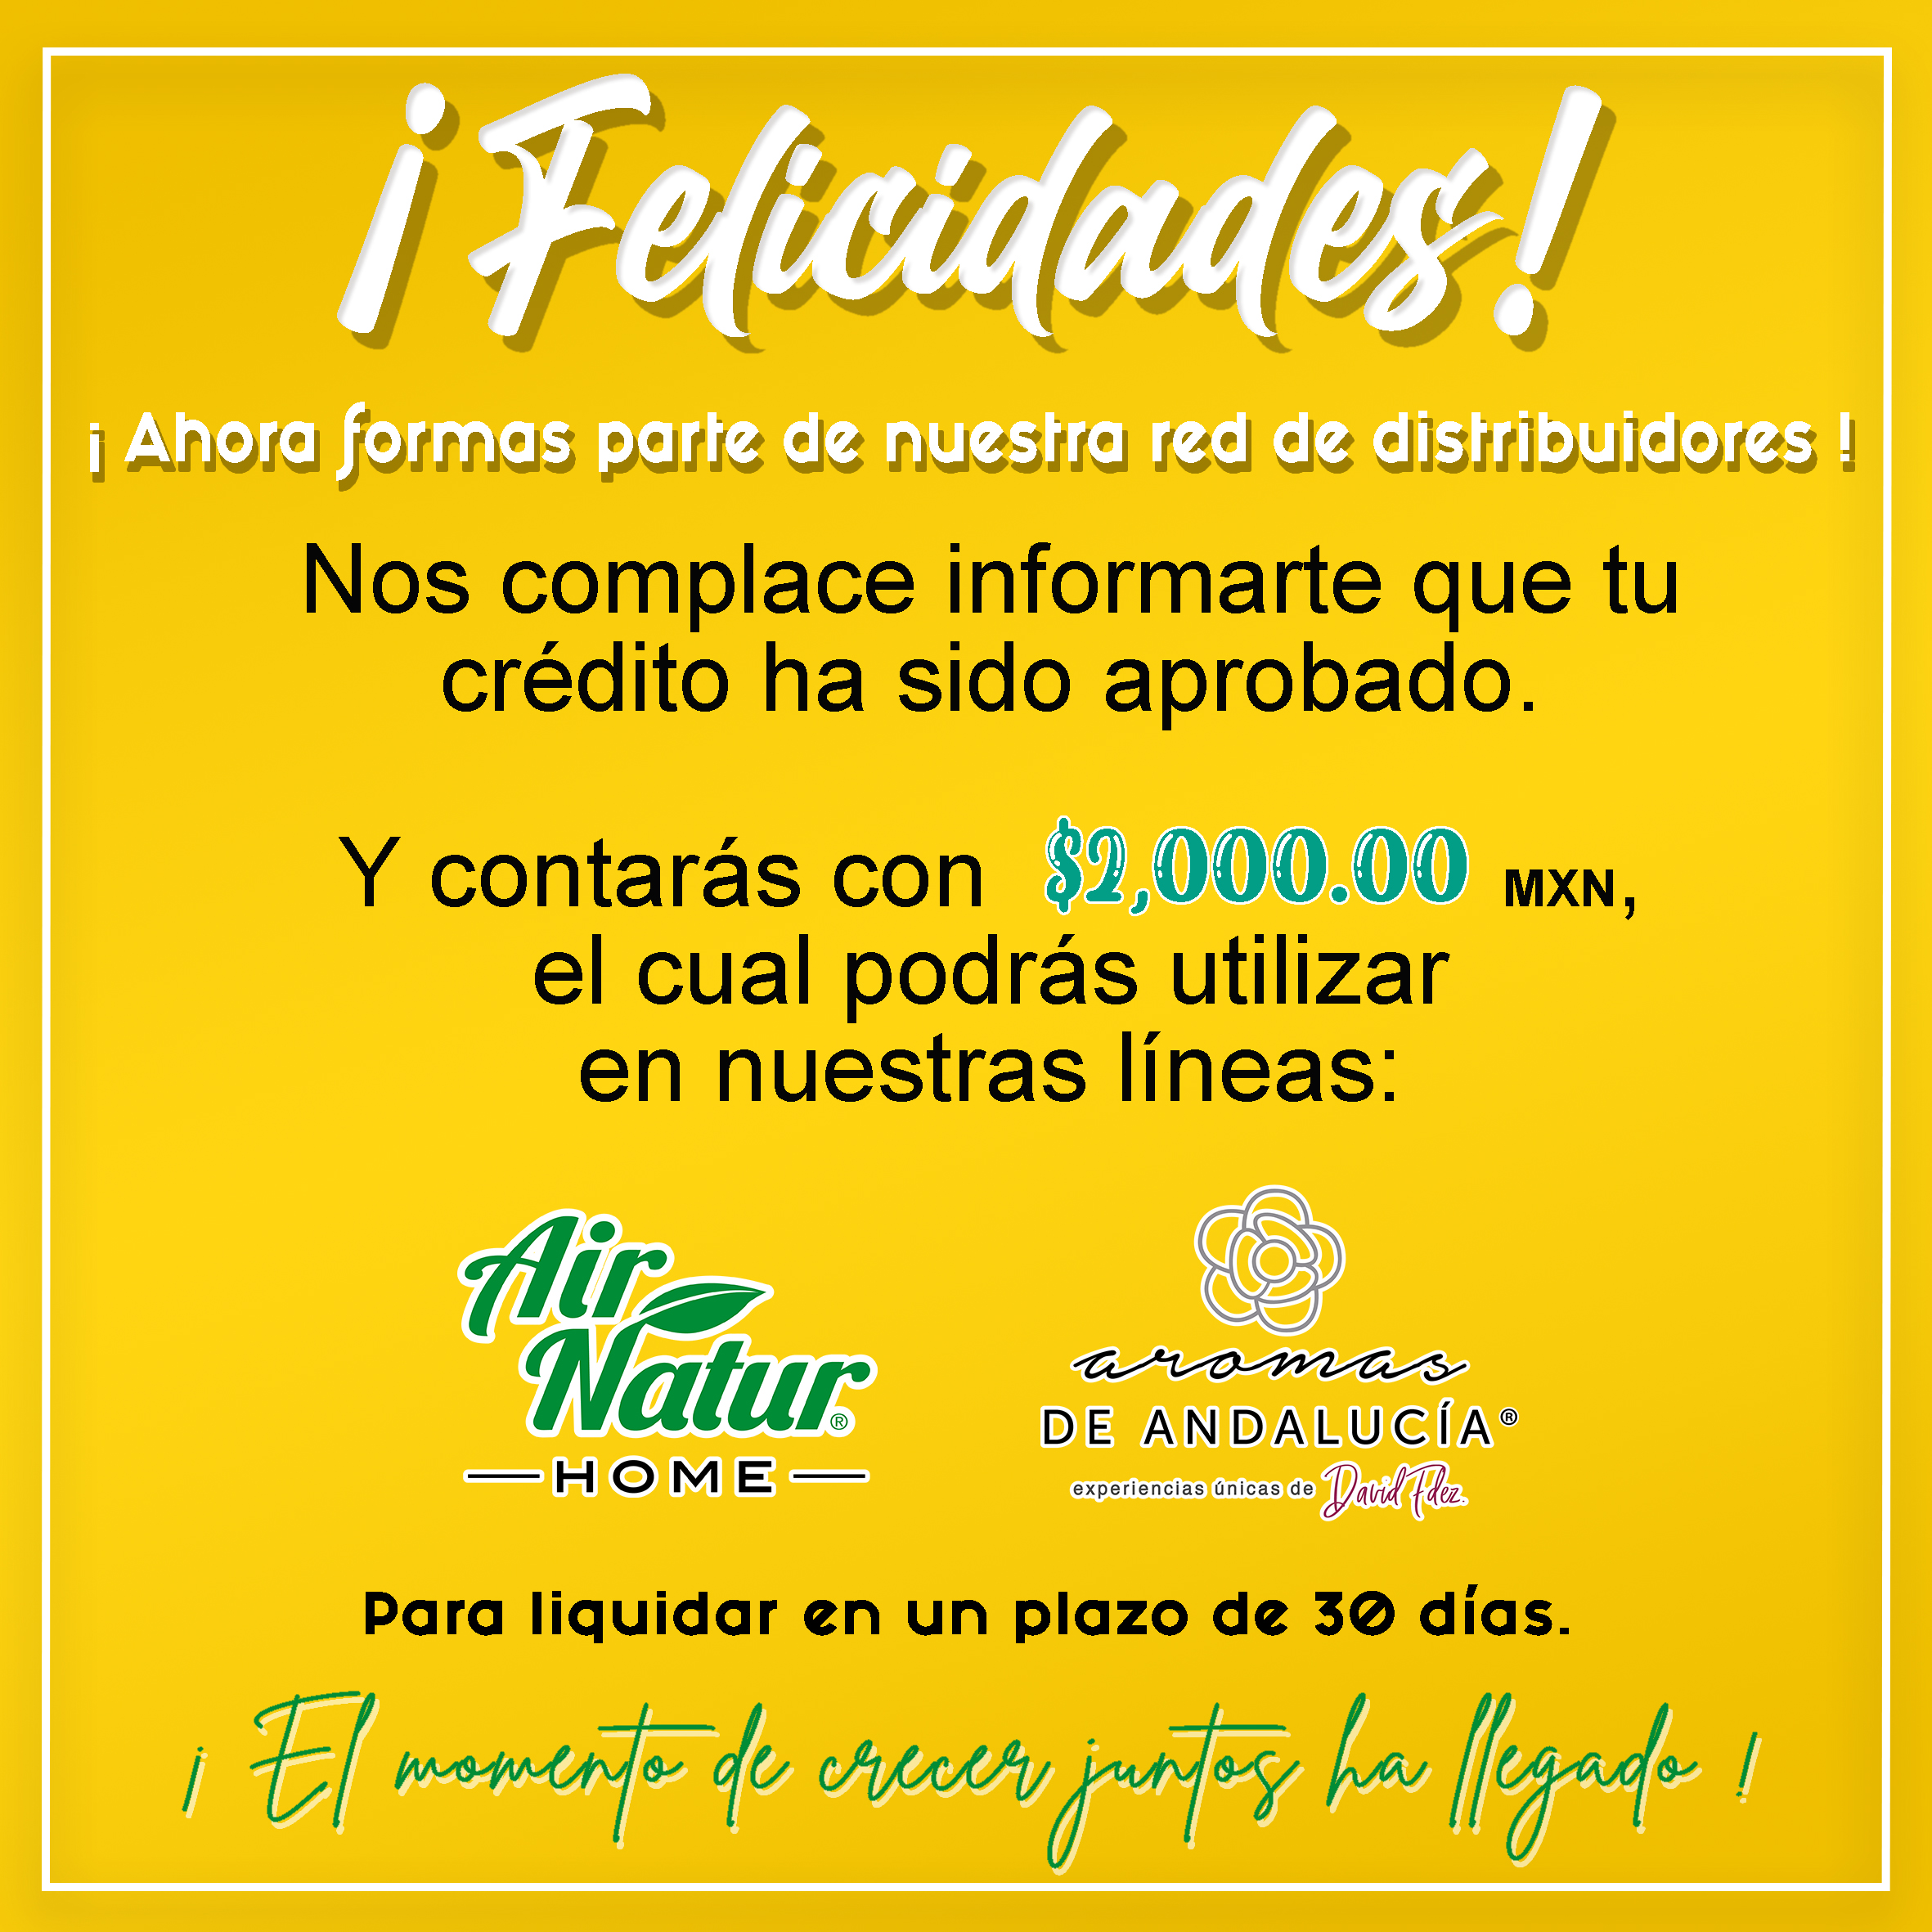 ¡Felicidades!
¡ Ahora formas parte de nuestra red de distribuidores !
Nos complace informarte que tu
crédito ha sido aprobado.
Y contarás con $2,000.00 MXN,
el cual podrás utilizar
en nuestras líneas:
Air
Natur®
HOME
aromas
DE ANDALUCÍA®
experiencias únicas de David Fdez.
Para liquidar en un plazo de 30 días.
¡ El momento de crecer juntos ha llegado !